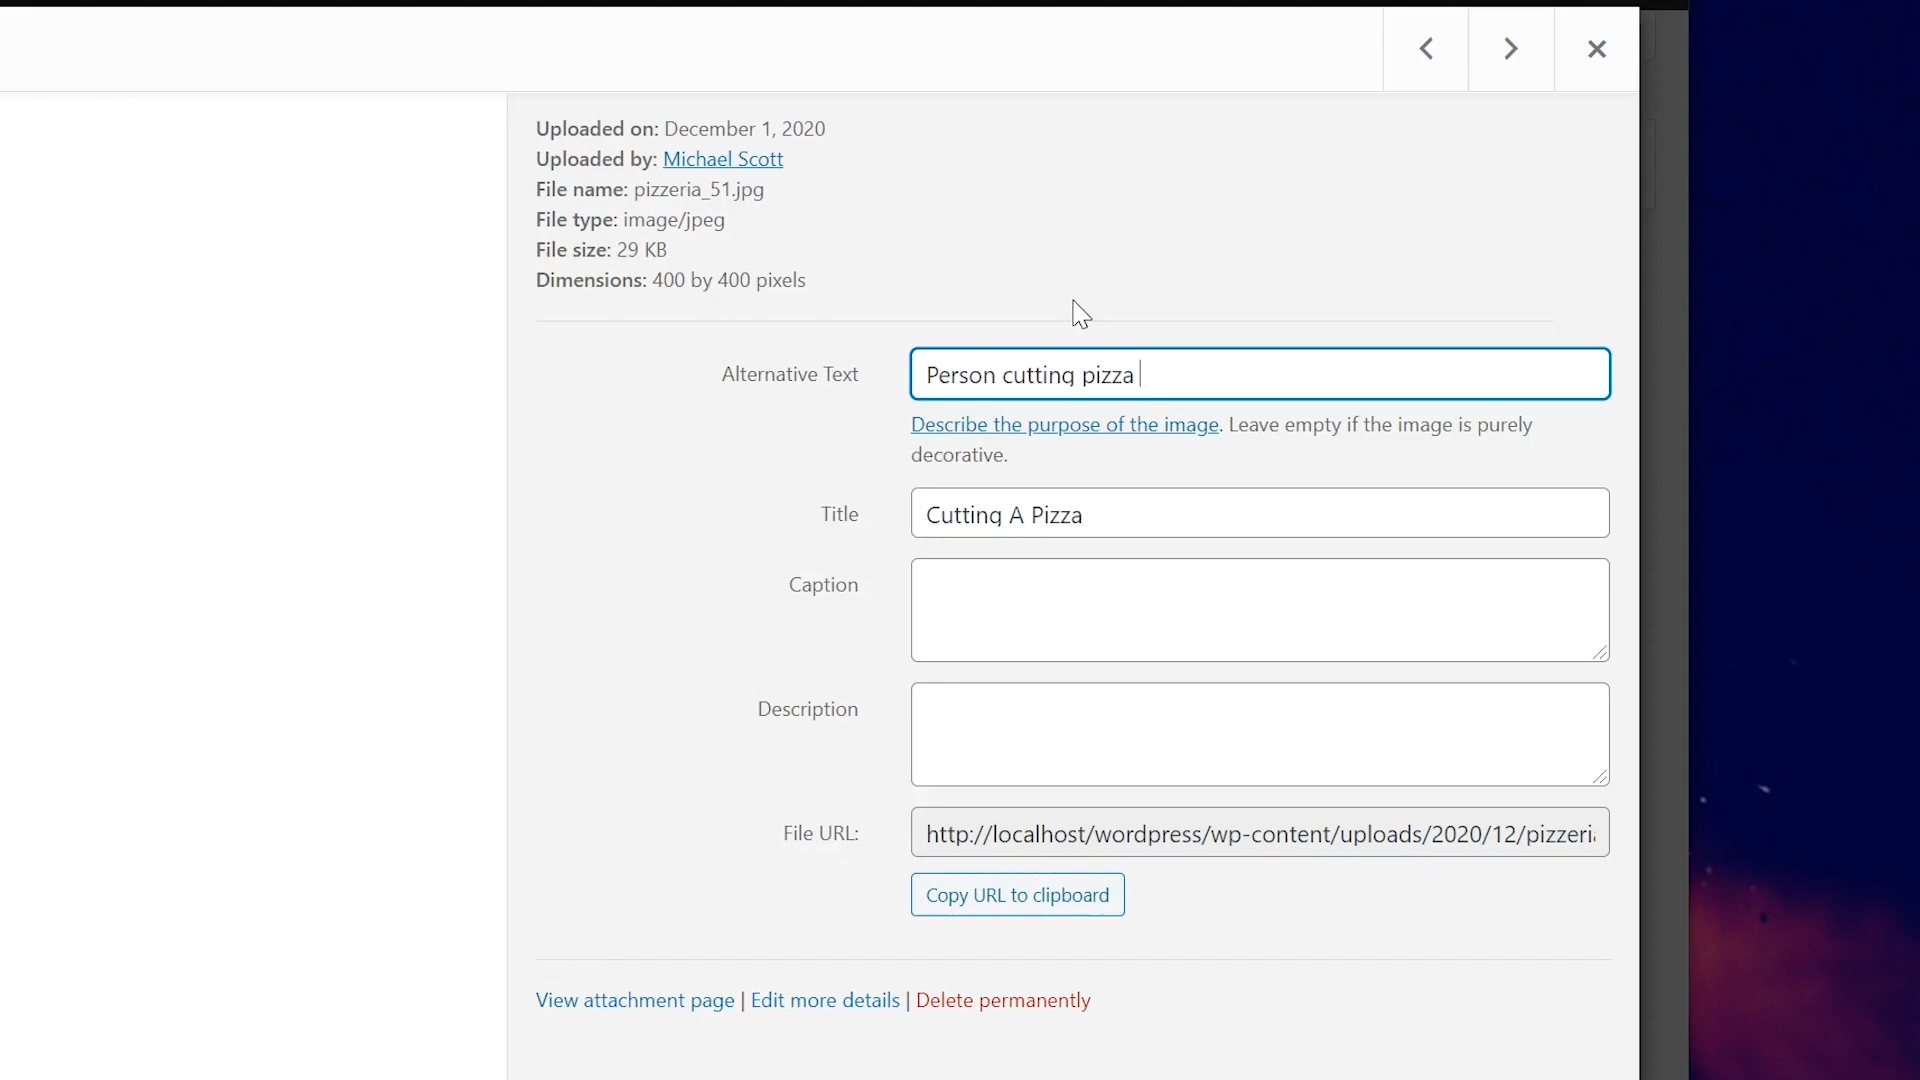 Uploaded on: December 1, 2020
Uploaded by: Michael Scott
File name: pizzeria_51.jpg
File type: image/jpeg
File size: 29 KB
Dimensions: 400 by 400 pixels
Alternative Text
Person cutting pizza
Describe the purpose of the image. Leave empty if the image is purely
decorative.
Title
Cutting A Pizza
Caption
Description
File URL:
http://localhost/wordpress/wp-content/uploads/2020/12/pizzeri
Copy URL to clipboard
View attachment page | Edit more details | Delete permanently